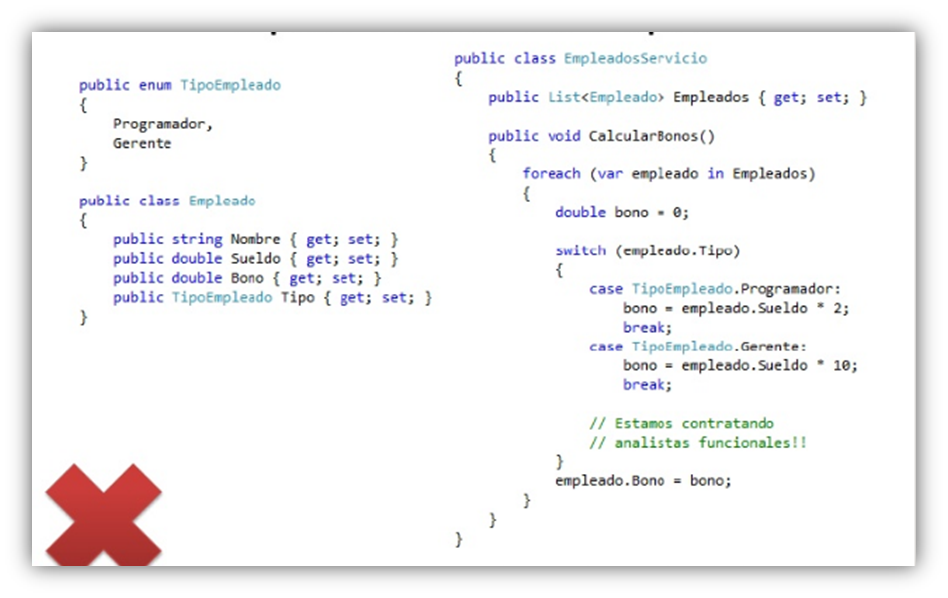 public enum TipoEmpleado
{
    Programador,
    Gerente
}
public class Empleado
{
    public string Nombre { get; set; }
    public double Sueldo { get; set; }
    public double Bono { get; set; }
    public TipoEmpleado Tipo { get; set; }
}
public class EmpleadosServicio
{
    public List<Empleado> Empleados { get; set; }
    public void CalcularBonos()
    {
        foreach (var empleado in Empleados)
        {
            double bono = 0;
            switch (empleado.Tipo)
            {
                case TipoEmpleado.Programador:
                    bono = empleado.Sueldo * 2;
                    break;
                case TipoEmpleado.Gerente:
                    bono = empleado.Sueldo * 10;
                    break;
                // Estamos contratando
                // analistas funcionales!!
            }
            empleado.Bono = bono;
        }
    }
}